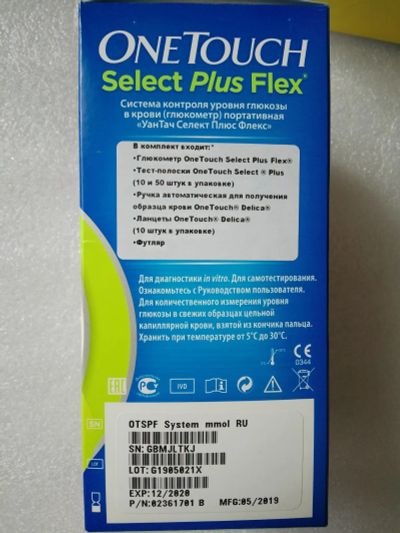 ONETOUCH
Select Plus Flex®
Система контроля уровня глюкозы
в крови (глюкометр) портативная
«УанТач Селект Плюс Флекс»
В комплект входит:*
•Глюкометр OneTouch Select Plus Flex®
•Тест-полоски OneTouch Select ® Plus
(10 и 50 штук в упаковке)
•Ручка автоматическая для получения
образца крови OneTouch® Delica®
•Ланцеты OneTouch® Delica®
(10 штук в упаковке)
•Футляр
Для диагностики in vitro. Для самотестирования.
Ознакомьтесь с Руководством пользователя.
Для количественного измерения уровня
глюкозы в свежих образцах цельной
капиллярной крови, взятой из кончика пальца.
Хранить при температуре от 5°C до 30°C.
CE
0344
EAC
IVD
SN
LOT
OTSPF System mmol RU
SN:GBMJLTKJ
LOT:G1905021X
EXP:12/2020
P/N:02361701 B MFG:05/2019